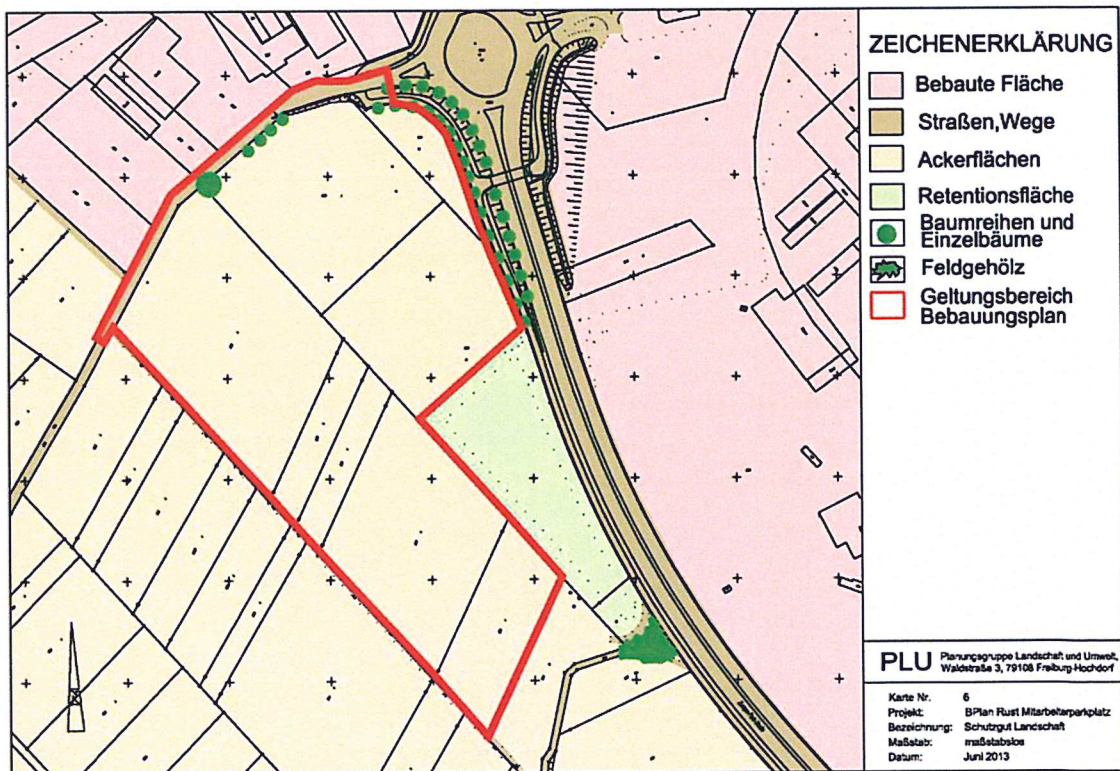 ZEICHENERKLÄRUNG
Bebaute Fläche
Straßen,Wege
Ackerflächen
Retentionsfläche
Baumreihen und
Einzelbäume
Feldgehölz
Geltungsbereich
Bebauungsplan
PLU Planungsgruppe Landschaft und Umwelt,
Waldstraße 3, 79108 Freiburg-Hochdorf
Karte Nr. 6
Projekt: BPlan Rust Mitarbeiterparkplatz
Bezeichnung: Schutzgut Landschaft
Maßstab: maßstabslos
Datum: Juni 2013